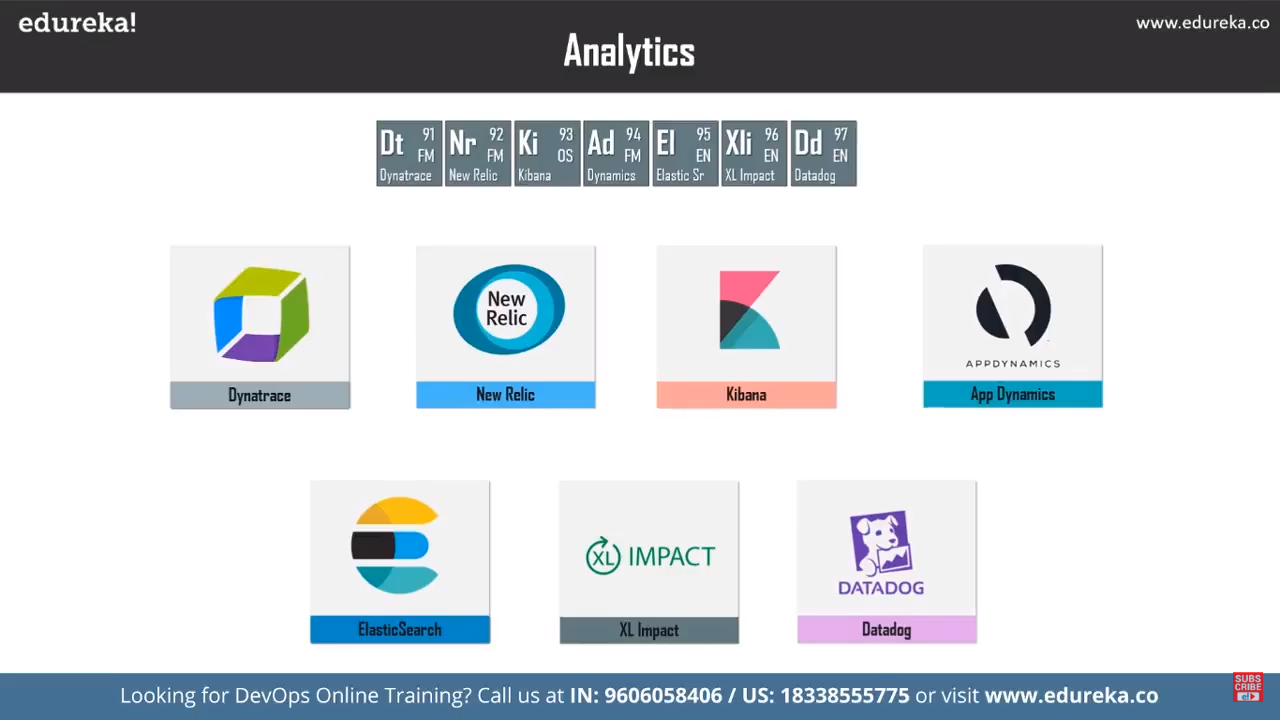 edureka!
www.edureka.co
Analytics
Dt 91 FM Dynatrace
Nr 92 FM New Relic
Ki 93 OS Kibana
Ad 94 FM Dynamics
El 95 EN Elastic Sr
Xli 96 EN XL Impact
Dd 97 EN Datadog
New
Relic
APPDYNAMICS
Dynatrace
New Relic
Kibana
App Dynamics
XL IMPACT
DATADOG
ElasticSearch
XL Impact
Datadog
Looking for DevOps Online Training? Call us at IN: 9606058406 / US: 18338555775 or visit www.edureka.co
SUBS
CRIBE
e!